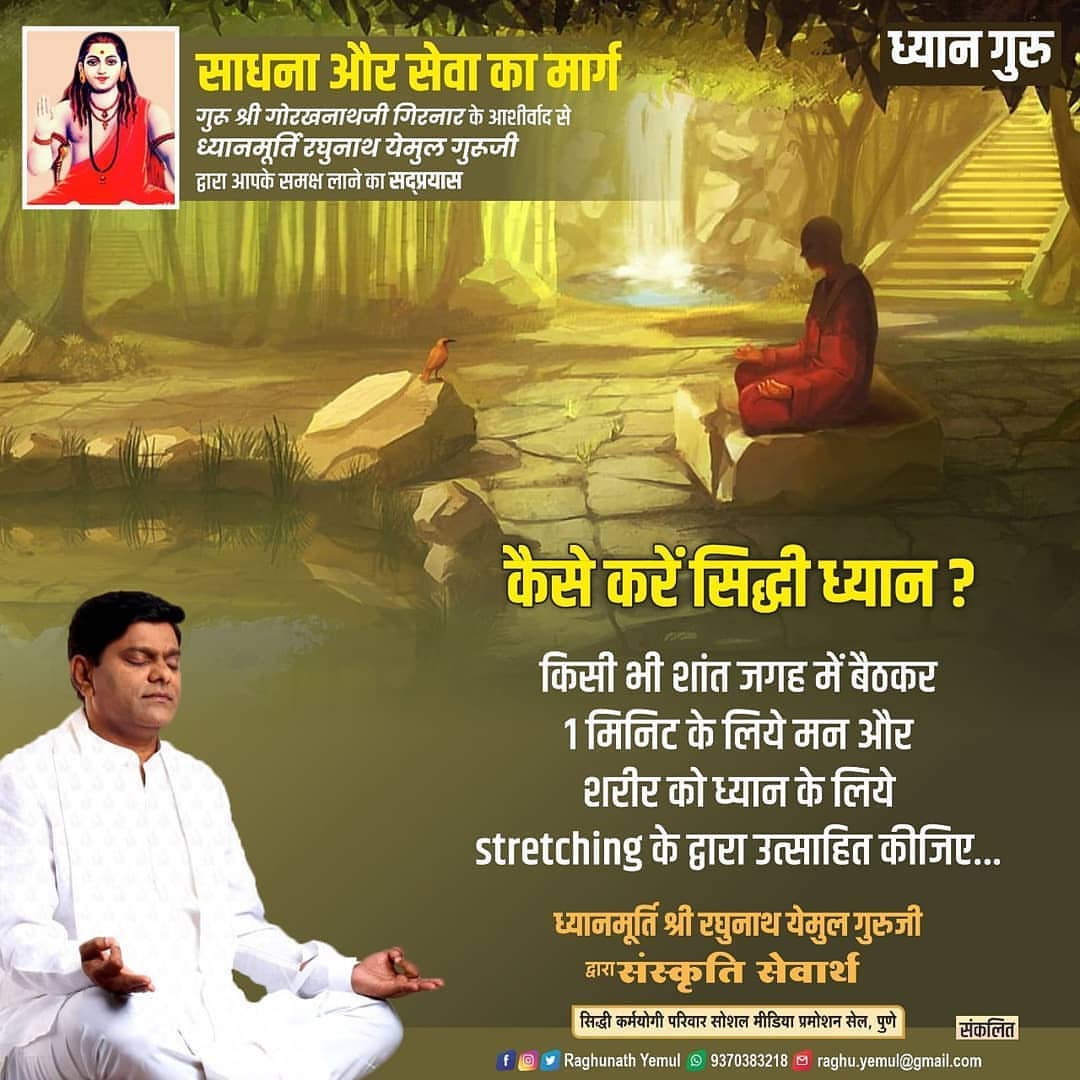 ध्यान गुरु
साधना और सेवा का मार्ग
गुरू श्री गोरखनाथजी गिरनार के आशीर्वाद से
ध्यानमूर्ति रघुनाथ येमुल गुरूजी
द्वारा आपके समक्ष लाने का सद्प्रयास
कैसे करें सिद्धी ध्यान ?
किसी भी शांत जगह में बैठकर
1 मिनिट के लिये मन और
शरीर को ध्यान के लिये
stretching के द्वारा उत्साहित कीजिए...
ध्यानमूर्ति श्री रघुनाथ येमुल गुरुजी
द्वारा संस्कृति सेवार्थ
सिद्धी कर्मयोगी परिवार सोशल मीडिया प्रमोशन सेल, पुणे
संकलित
Raghunath Yemul 9370383218 raghu.yemul@gmail.com